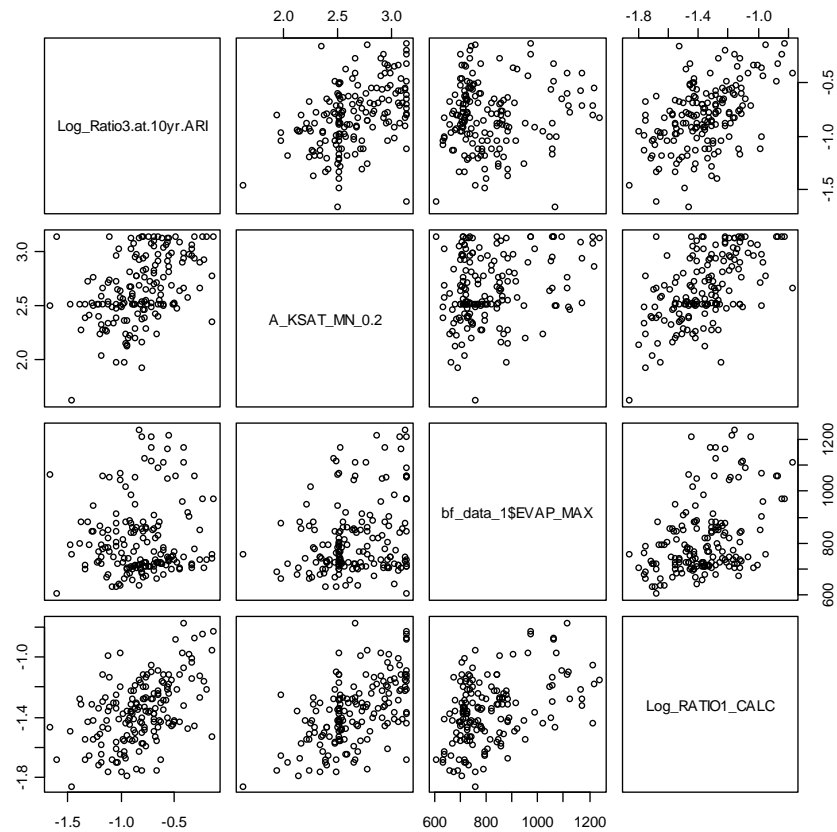 2.0 2.5 3.0
-1.8 -1.4 -1.0
Log_Ratio3.at.10yr.ARI
-0.5
-1.0
-1.5
3.0
2.5
2.0
A_KSAT_MN_0.2
bf_data_1$EVAP_MAX
1200
1000
800
600
-1.0
-1.4
-1.8
Log_RATIO1_CALC
-1.5 -1.0 -0.5
600 800 1000 1200